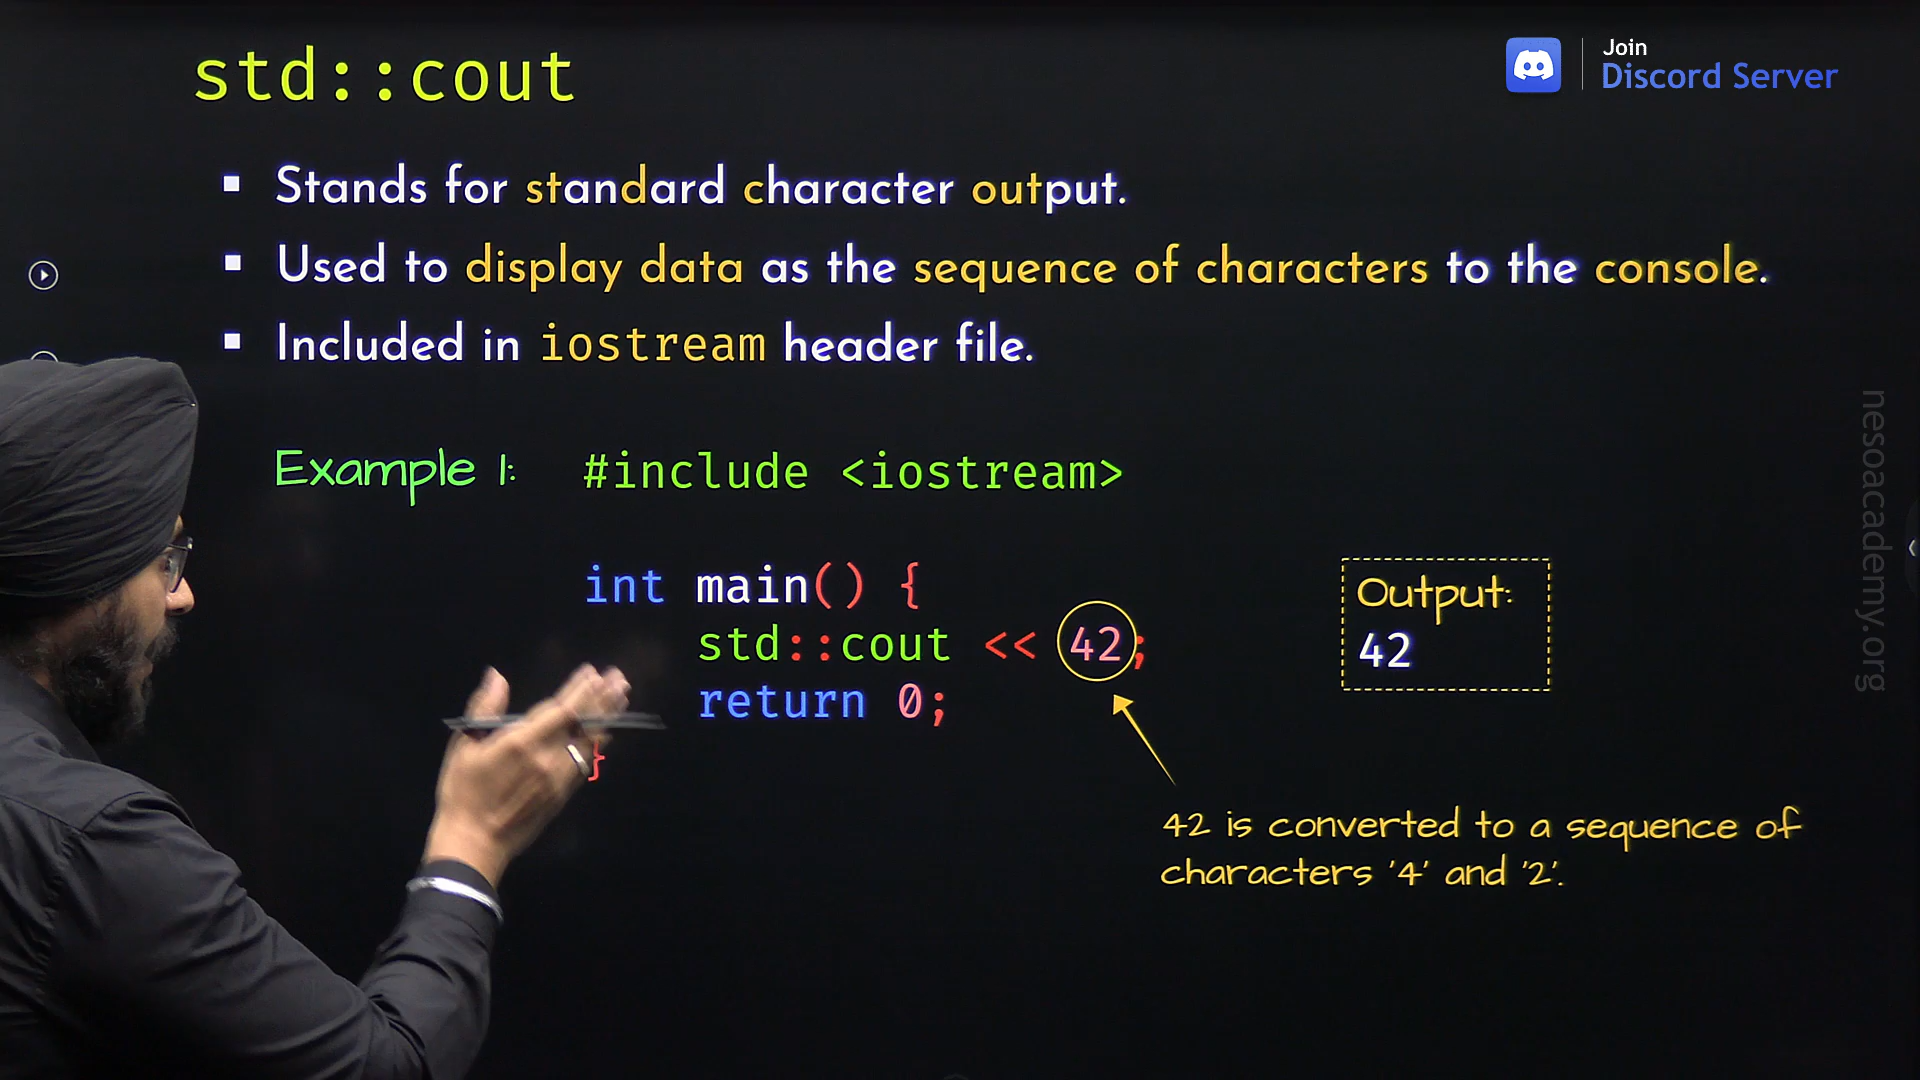 std::cout
Join
Discord Server
Stands for standard character output.
Used to display data as the sequence of characters to the console.
Included in iostream header file.
Example 1: #include <iostream>
int main() {
std::cout << 42;
return 0;
}
Output:
42
42 is converted to a sequence of
characters '4' and '2'.
nesoacademy.org